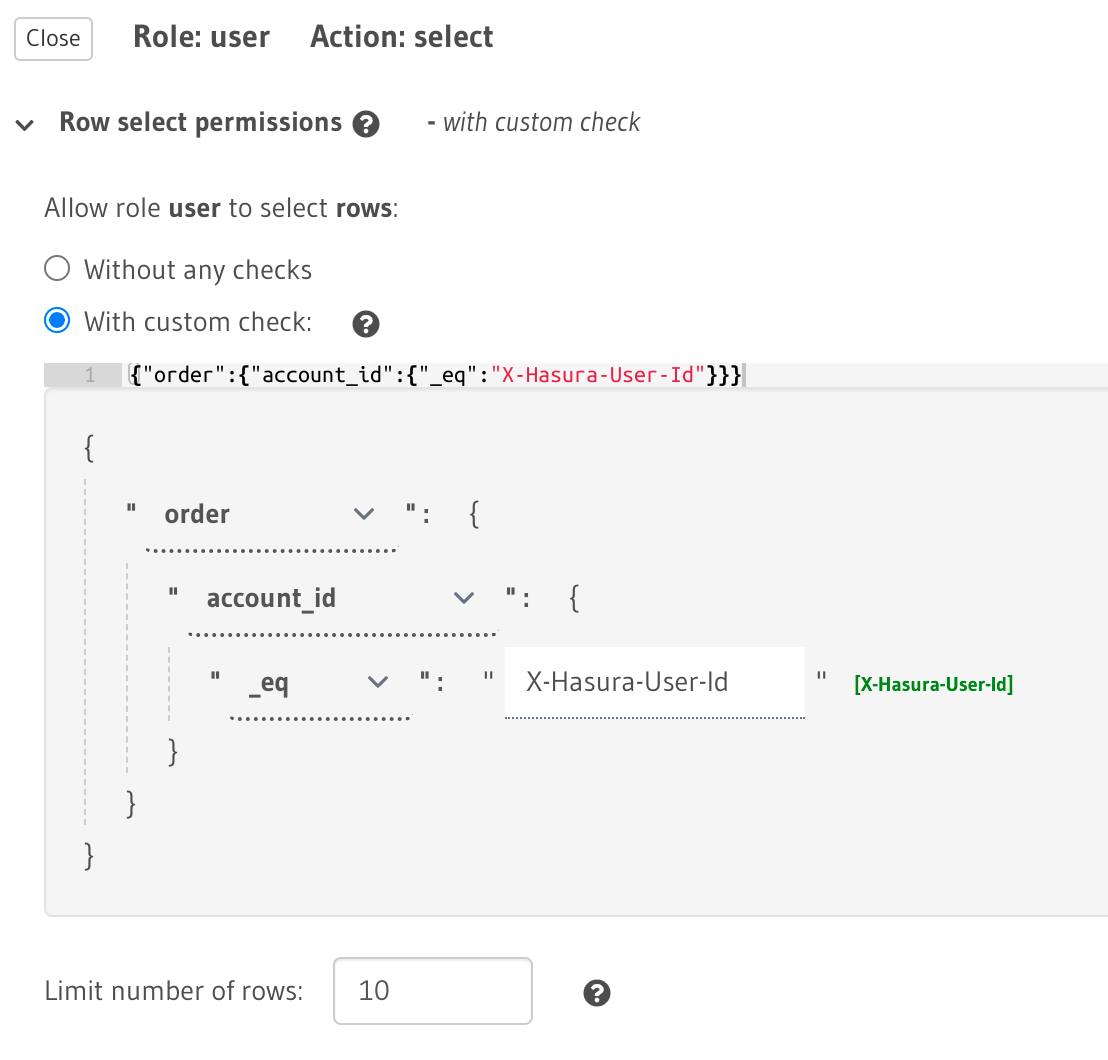 Close Role: user Action: select
Row select permissions ? - with custom check
Allow role user to select rows:
Without any checks
With custom check: ?
1 {"order":{"account_id":{"_eq":"X-Hasura-User-Id"}}}
{
" order ": {
" account_id ": {
" _eq ": " X-Hasura-User-Id " [X-Hasura-User-Id]
}
}
}
Limit number of rows: 10 ?